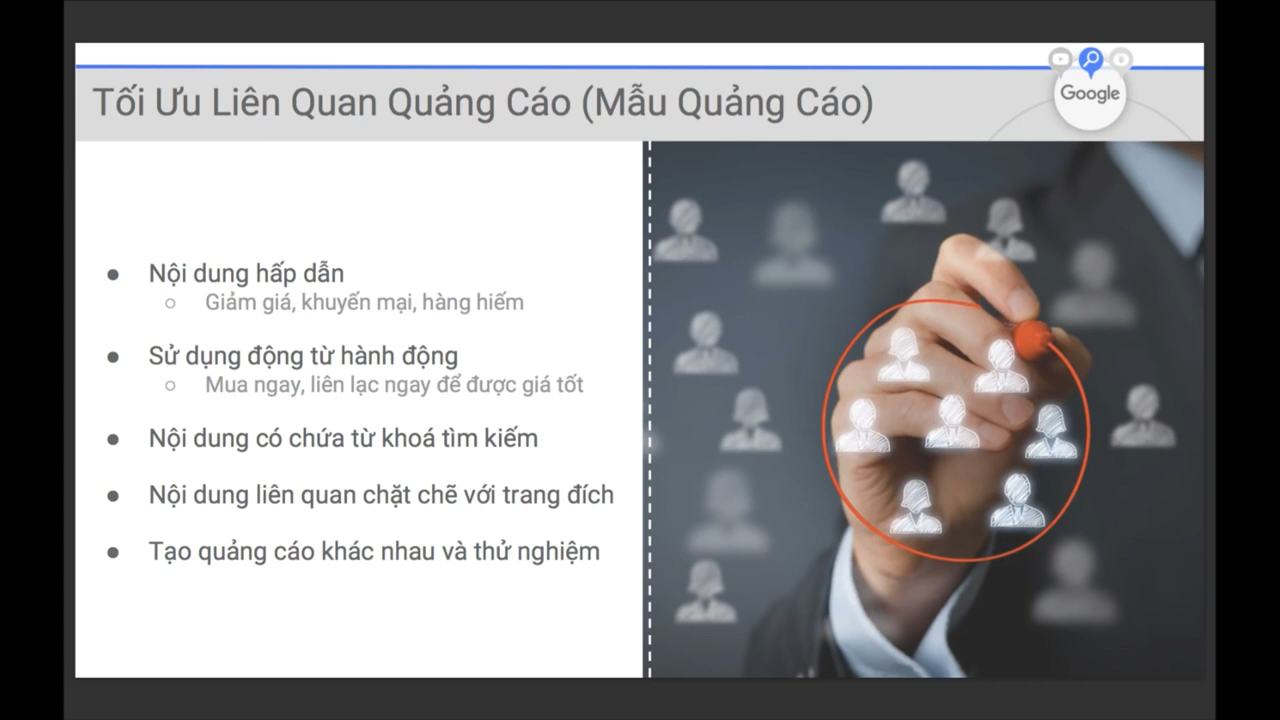 Tối Ưu Liên Quan Quảng Cáo (Mẫu Quảng Cáo)
Google
● Nội dung hấp dẫn
○ Giảm giá, khuyến mại, hàng hiếm
● Sử dụng động từ hành động
○ Mua ngay, liên lạc ngay để được giá tốt
● Nội dung có chứa từ khoá tìm kiếm
● Nội dung liên quan chặt chẽ với trang đích
● Tạo quảng cáo khác nhau và thử nghiệm